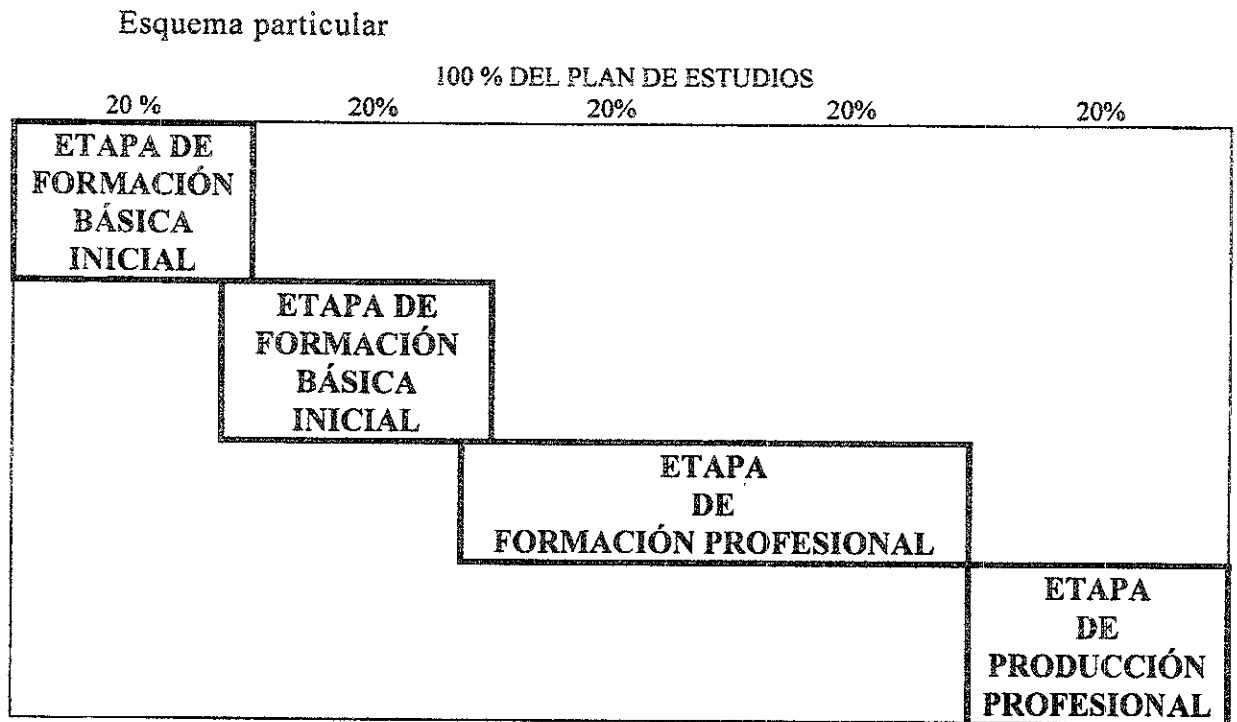 Esquema particular
100 % DEL PLAN DE ESTUDIOS
20 % 20% 20% 20% 20%
ETAPA DE
FORMACIÓN
BÁSICA
INICIAL
ETAPA DE
FORMACIÓN
BÁSICA
INICIAL
ETAPA
DE
FORMACIÓN PROFESIONAL
ETAPA
DE
PRODUCCIÓN
PROFESIONAL